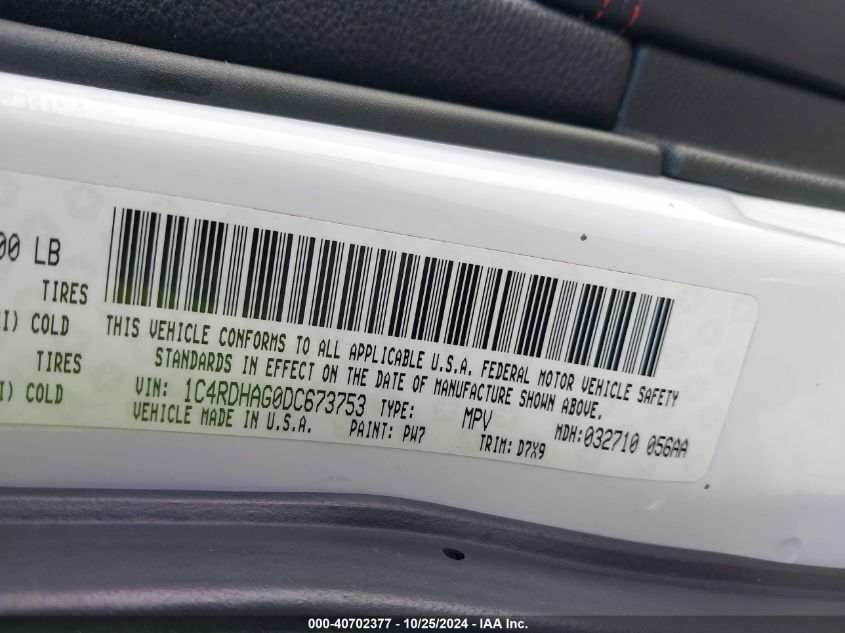 00 LB
TIRES
I) COLD
TIRES
I) COLD
THIS VEHICLE CONFORMS TO ALL APPLICABLE U.S.A. FEDERAL MOTOR VEHICLE SAFETY
STANDARDS IN EFFECT ON THE DATE OF MANUFACTURE SHOWN ABOVE.
VIN: 1C4RDHAG0DC673753 TYPE: MPV MDH:032710 056AA
VEHICLE MADE IN U.S.A. PAINT: PW7 TRIM: D7X9
000-40702377 - 10/25/2024 - IAA Inc.